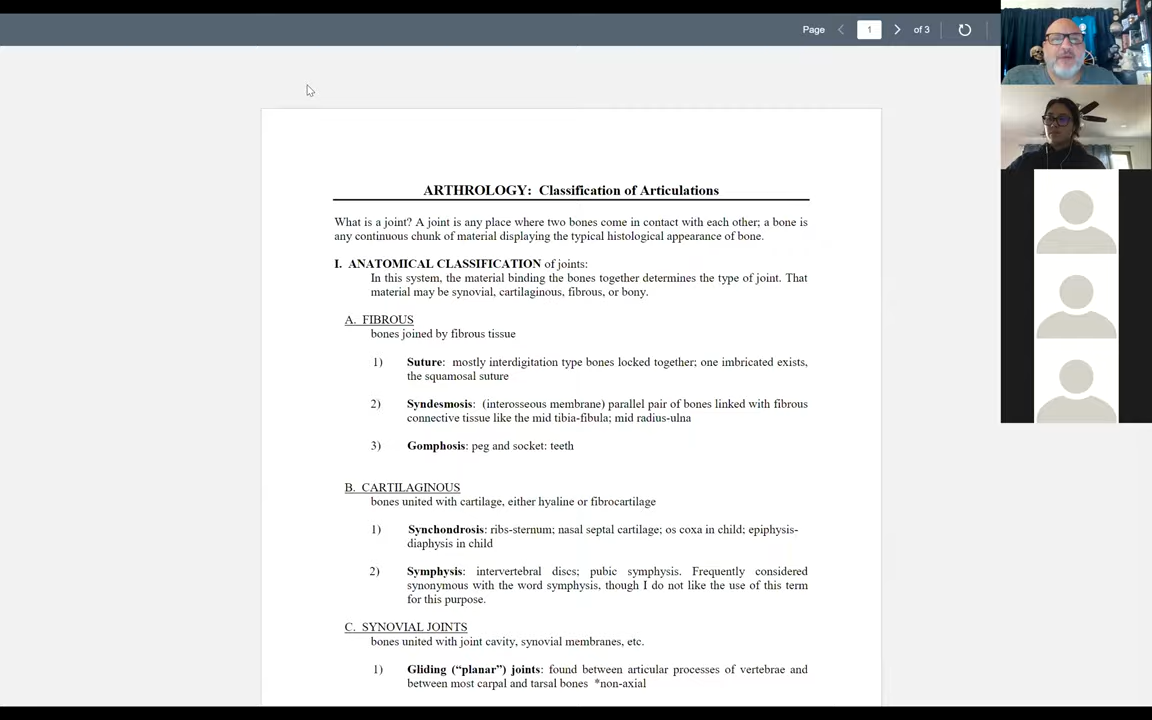 Page 1 of 3
ARTHROLOGY: Classification of Articulations
What is a joint? A joint is any place where two bones come in contact with each other; a bone is
any continuous chunk of material displaying the typical histological appearance of bone.
I. ANATOMICAL CLASSIFICATION of joints:
In this system, the material binding the bones together determines the type of joint. That
material may be synovial, cartilaginous, fibrous, or bony.
A. FIBROUS
bones joined by fibrous tissue
1) Suture: mostly interdigitation type bones locked together; one imbricated exists,
the squamosal suture
2) Syndesmosis: (interosseous membrane) parallel pair of bones linked with fibrous
connective tissue like the mid tibia-fibula; mid radius-ulna
3) Gomphosis: peg and socket: teeth
B. CARTILAGINOUS
bones united with cartilage, either hyaline or fibrocartilage
1) Synchondrosis: ribs-sternum; nasal septal cartilage; os coxa in child; epiphysis-
diaphysis in child
2) Symphysis: intervertebral discs; pubic symphysis. Frequently considered
synonymous with the word symphysis, though I do not like the use of this term
for this purpose.
C. SYNOVIAL JOINTS
bones united with joint cavity, synovial membranes, etc.
1) Gliding (“planar”) joints: found between articular processes of vertebrae and
between most carpal and tarsal bones *non-axial